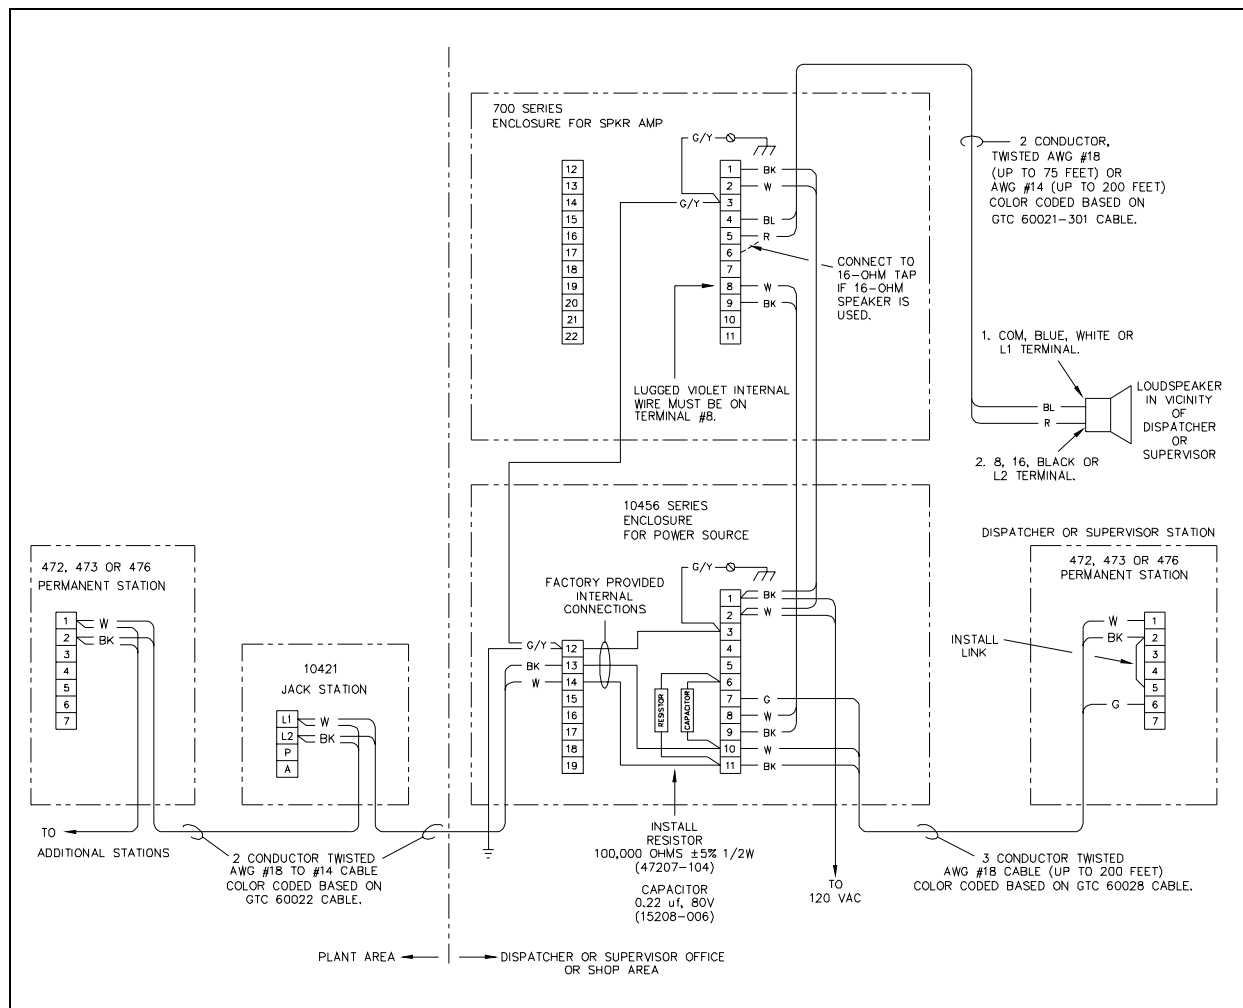 700 SERIES
ENCLOSURE FOR SPKR AMP
12
13
14
15
16
17
18
19
20
21
22
G/Y
G/Y
1
2
3
4
5
6
7
8
9
10
11
BK
W
BL
R
W
BK
CONNECT TO
16-OHM TAP
IF 16-OHM
SPEAKER IS
USED.
LUGGED VIOLET INTERNAL
WIRE MUST BE ON
TERMINAL #8.
2 CONDUCTOR,
TWISTED AWG #18
(UP TO 75 FEET) OR
AWG #14 (UP TO 200 FEET)
COLOR CODED BASED ON
GTC 60021-301 CABLE.
1. COM, BLUE, WHITE OR
L1 TERMINAL.
BL
R
LOUDSPEAKER
IN VICINITY
OF
DISPATCHER
OR
SUPERVISOR
2. 8, 16, BLACK OR
L2 TERMINAL.
10456 SERIES
ENCLOSURE
FOR POWER SOURCE
G/Y
FACTORY PROVIDED
INTERNAL
CONNECTIONS
G/Y
BK
W
12
13
14
15
16
17
18
19
RESISTOR
CAPACITOR
1
2
3
4
5
6
7
8
9
10
11
BK
W
G
W
BK
W
BK
INSTALL
RESISTOR
100,000 OHMS ±5% 1/2W
(47207-104)
CAPACITOR
0.22 uf, 80V
(15208-006)
TO
120 VAC
DISPATCHER OR SUPERVISOR STATION
472, 473 OR 476
PERMANENT STATION
W
BK
G
1
2
3
4
5
6
7
INSTALL
LINK
3 CONDUCTOR TWISTED
AWG #18 CABLE (UP TO 200 FEET)
COLOR CODED BASED ON GTC 60028 CABLE.
472, 473 OR 476
PERMANENT STATION
1
2
3
4
5
6
7
W
BK
10421
JACK STATION
L1
L2
P
A
W
BK
TO
ADDITIONAL STATIONS
2 CONDUCTOR TWISTED
AWG #18 TO #14 CABLE
COLOR CODED BASED ON
GTC 60022 CABLE.
PLANT AREA
DISPATCHER OR SUPERVISOR OFFICE
OR SHOP AREA